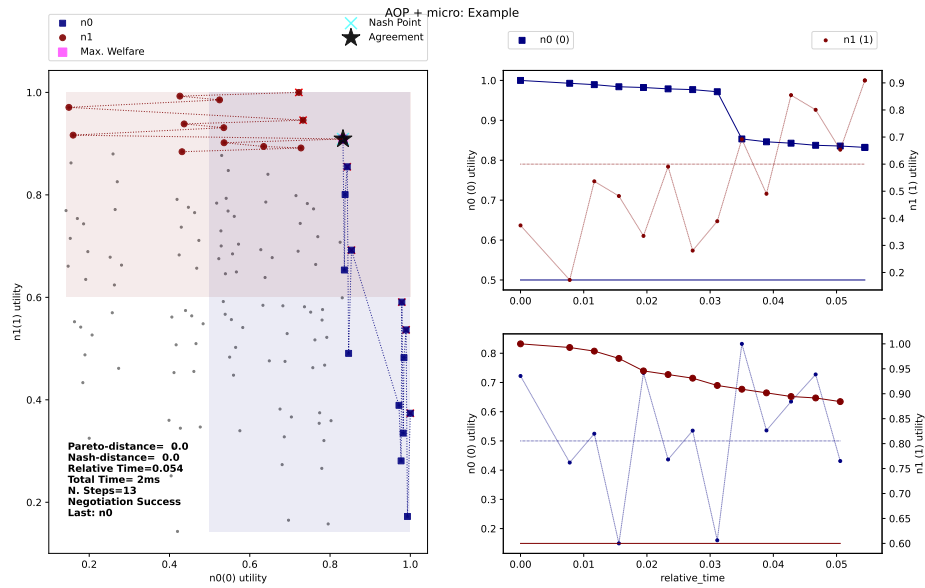 AOP + micro: Example
n0
n1
Max. Welfare
Nash Point
Agreement
n0 (0)
n1 (1)
1.0
0.8
0.6
0.4
0.2
n1(1) utility
Pareto-distance= 0.0
Nash-distance= 0.0
Relative Time=0.054
Total Time= 2ms
N. Steps=13
Negotiation Success
Last: n0
0.2 0.4 0.6 0.8 1.0
n0(0) utility
1.0
0.9
0.8
0.7
0.6
0.5
n0 (0) utility
0.9
0.8
0.7
0.6
0.5
0.4
0.3
0.2
n1 (1) utility
0.00 0.01 0.02 0.03 0.04 0.05
0.8
0.7
0.6
0.5
0.4
0.3
0.2
n0 (0) utility
1.00
0.95
0.90
0.85
0.80
0.75
0.70
0.65
0.60
n1 (1) utility
0.00 0.01 0.02 0.03 0.04 0.05
relative_time